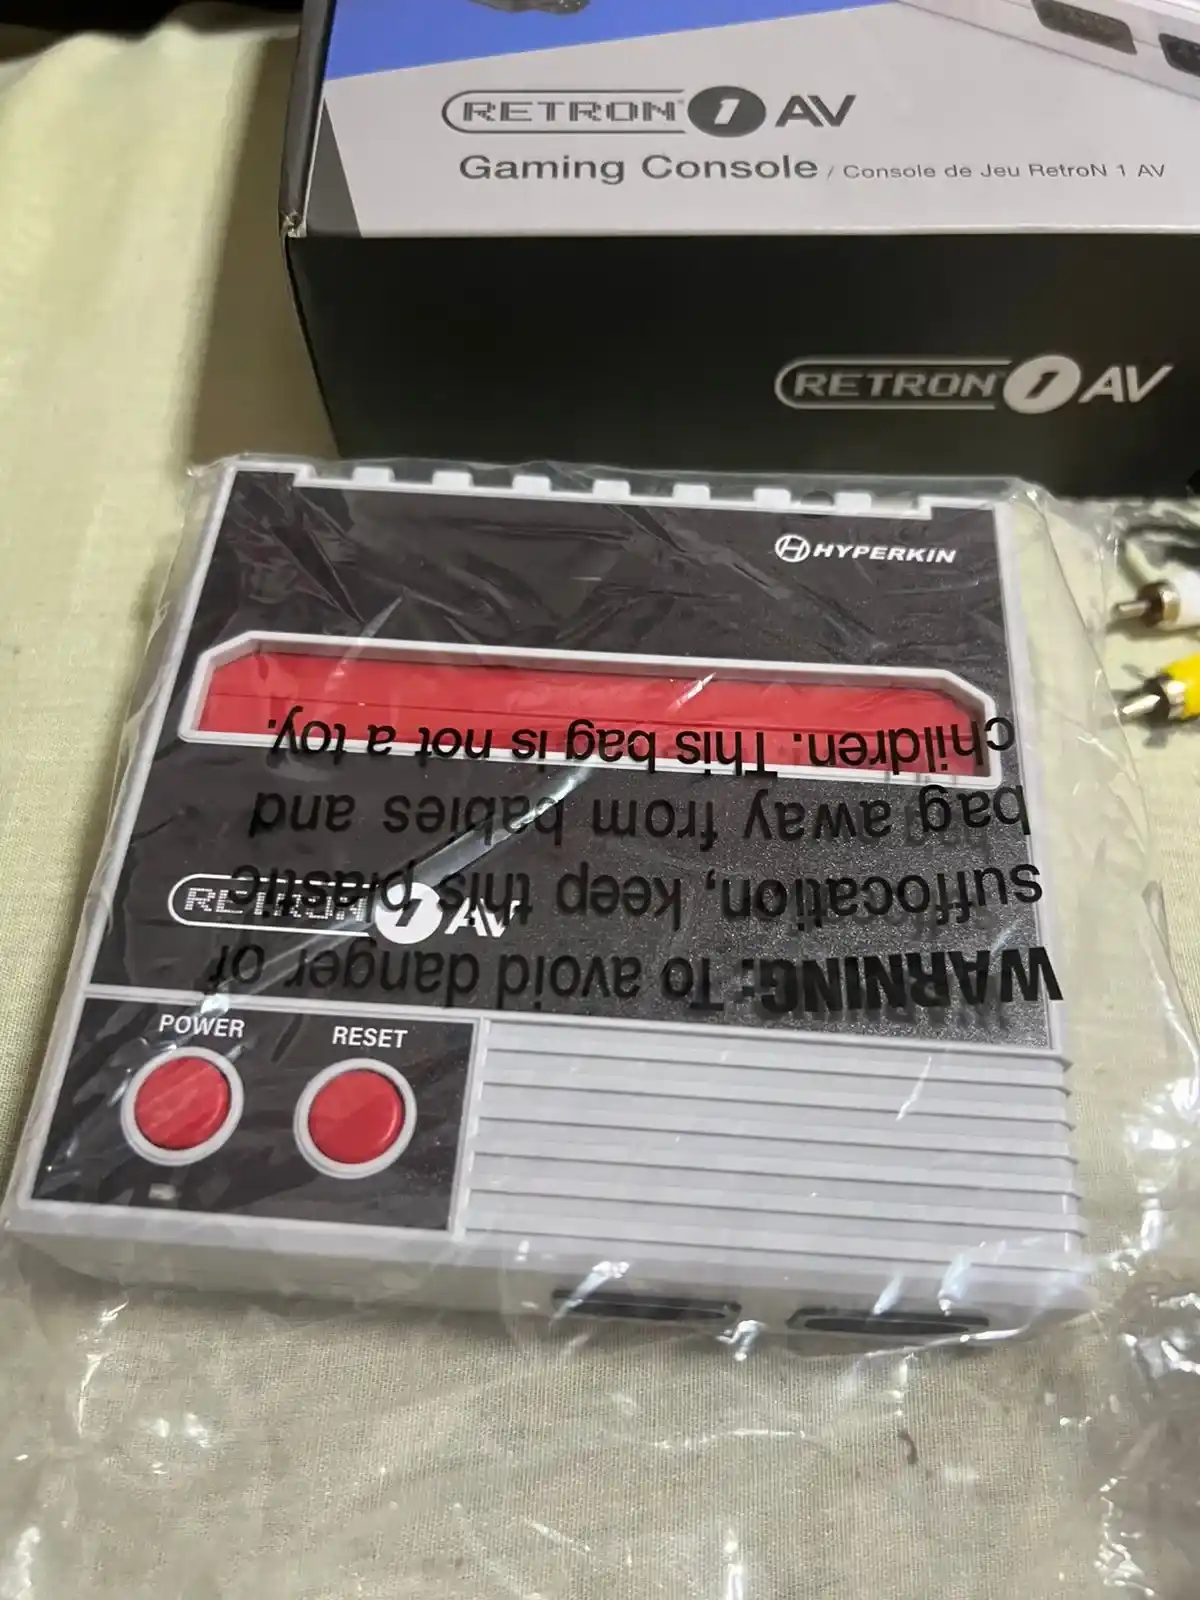 RETRON 1 AV
Gaming Console / Console de Jeu RetroN 1 AV
RETRON 1 AV
HYPERKIN
RETRON 1 AV
WARNING: To avoid danger of
suffocation, keep this plastic
bag away from babies and
children. This bag is not a toy.
POWER
RESET